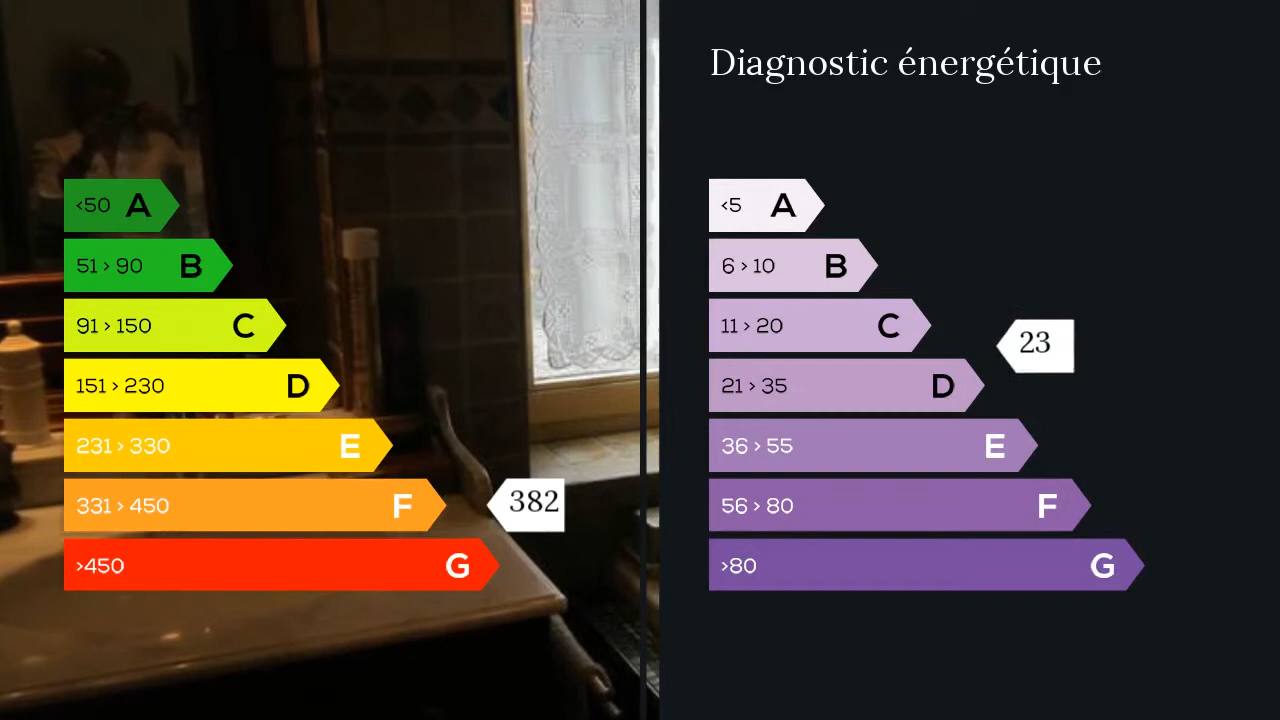 Diagnostic énergétique
<50 A
51 > 90 B
91 > 150 C
151 > 230 D
231 > 330 E
331 > 450 F
382
>450 G
<5 A
6 > 10 B
11 > 20 C
23
21 > 35 D
36 > 55 E
56 > 80 F
>80 G